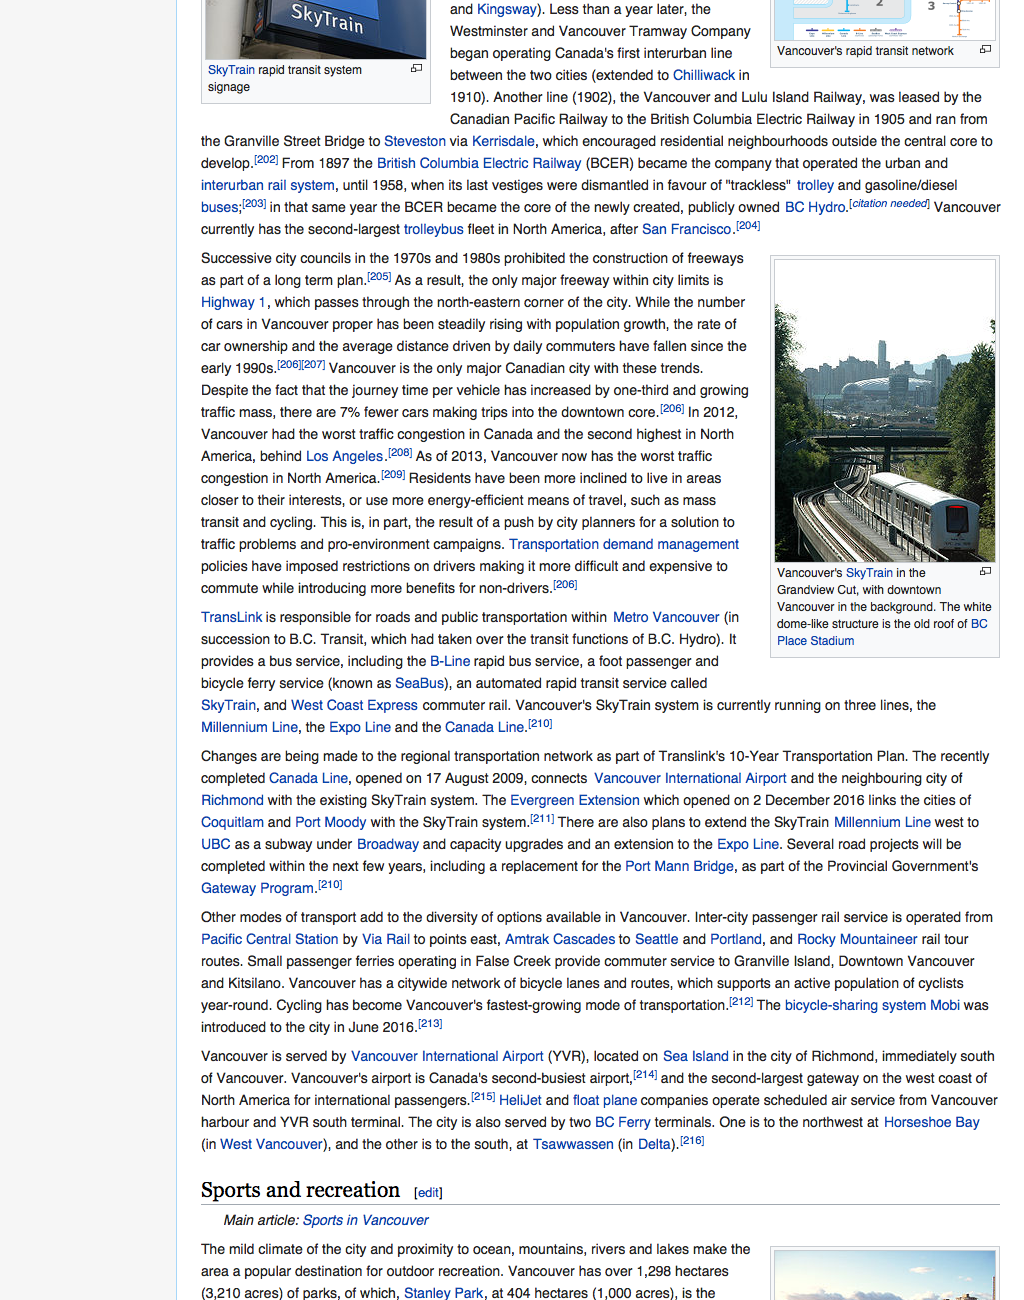 SkyTrain
SkyTrain rapid transit system
signage
2
3
Vancouver's rapid transit network
and Kingsway). Less than a year later, the
Westminster and Vancouver Tramway Company
began operating Canada's first interurban line
between the two cities (extended to Chilliwack in
1910). Another line (1902), the Vancouver and Lulu Island Railway, was leased by the
Canadian Pacific Railway to the British Columbia Electric Railway in 1905 and ran from
the Granville Street Bridge to Steveston via Kerrisdale, which encouraged residential neighbourhoods outside the central core to
develop.[202] From 1897 the British Columbia Electric Railway (BCER) became the company that operated the urban and
interurban rail system, until 1958, when its last vestiges were dismantled in favour of "trackless" trolley and gasoline/diesel
buses;[203] in that same year the BCER became the core of the newly created, publicly owned BC Hydro.[citation needed] Vancouver
currently has the second-largest trolleybus fleet in North America, after San Francisco.[204]
Successive city councils in the 1970s and 1980s prohibited the construction of freeways
as part of a long term plan.[205] As a result, the only major freeway within city limits is
Highway 1, which passes through the north-eastern corner of the city. While the number
of cars in Vancouver proper has been steadily rising with population growth, the rate of
car ownership and the average distance driven by daily commuters have fallen since the
early 1990s.[206][207] Vancouver is the only major Canadian city with these trends.
Despite the fact that the journey time per vehicle has increased by one-third and growing
traffic mass, there are 7% fewer cars making trips into the downtown core.[206] In 2012,
Vancouver had the worst traffic congestion in Canada and the second highest in North
America, behind Los Angeles.[208] As of 2013, Vancouver now has the worst traffic
congestion in North America.[209] Residents have been more inclined to live in areas
closer to their interests, or use more energy-efficient means of travel, such as mass
transit and cycling. This is, in part, the result of a push by city planners for a solution to
traffic problems and pro-environment campaigns. Transportation demand management
policies have imposed restrictions on drivers making it more difficult and expensive to
commute while introducing more benefits for non-drivers.[206]
Vancouver's SkyTrain in the
Grandview Cut, with downtown
Vancouver in the background. The white
dome-like structure is the old roof of BC
Place Stadium
TransLink is responsible for roads and public transportation within Metro Vancouver (in
succession to B.C. Transit, which had taken over the transit functions of B.C. Hydro). It
provides a bus service, including the B-Line rapid bus service, a foot passenger and
bicycle ferry service (known as SeaBus), an automated rapid transit service called
SkyTrain, and West Coast Express commuter rail. Vancouver's SkyTrain system is currently running on three lines, the
Millennium Line, the Expo Line and the Canada Line.[210]
Changes are being made to the regional transportation network as part of Translink's 10-Year Transportation Plan. The recently
completed Canada Line, opened on 17 August 2009, connects Vancouver International Airport and the neighbouring city of
Richmond with the existing SkyTrain system. The Evergreen Extension which opened on 2 December 2016 links the cities of
Coquitlam and Port Moody with the SkyTrain system.[211] There are also plans to extend the SkyTrain Millennium Line west to
UBC as a subway under Broadway and capacity upgrades and an extension to the Expo Line. Several road projects will be
completed within the next few years, including a replacement for the Port Mann Bridge, as part of the Provincial Government's
Gateway Program.[210]
Other modes of transport add to the diversity of options available in Vancouver. Inter-city passenger rail service is operated from
Pacific Central Station by Via Rail to points east, Amtrak Cascades to Seattle and Portland, and Rocky Mountaineer rail tour
routes. Small passenger ferries operating in False Creek provide commuter service to Granville Island, Downtown Vancouver
and Kitsilano. Vancouver has a citywide network of bicycle lanes and routes, which supports an active population of cyclists
year-round. Cycling has become Vancouver's fastest-growing mode of transportation.[212] The bicycle-sharing system Mobi was
introduced to the city in June 2016.[213]
Vancouver is served by Vancouver International Airport (YVR), located on Sea Island in the city of Richmond, immediately south
of Vancouver. Vancouver's airport is Canada's second-busiest airport,[214] and the second-largest gateway on the west coast of
North America for international passengers.[215] HeliJet and float plane companies operate scheduled air service from Vancouver
harbour and YVR south terminal. The city is also served by two BC Ferry terminals. One is to the northwest at Horseshoe Bay
(in West Vancouver), and the other is to the south, at Tsawwassen (in Delta).[216]
Sports and recreation [edit]
Main article: Sports in Vancouver
The mild climate of the city and proximity to ocean, mountains, rivers and lakes make the
area a popular destination for outdoor recreation. Vancouver has over 1,298 hectares
(3,210 acres) of parks, of which, Stanley Park, at 404 hectares (1,000 acres), is the